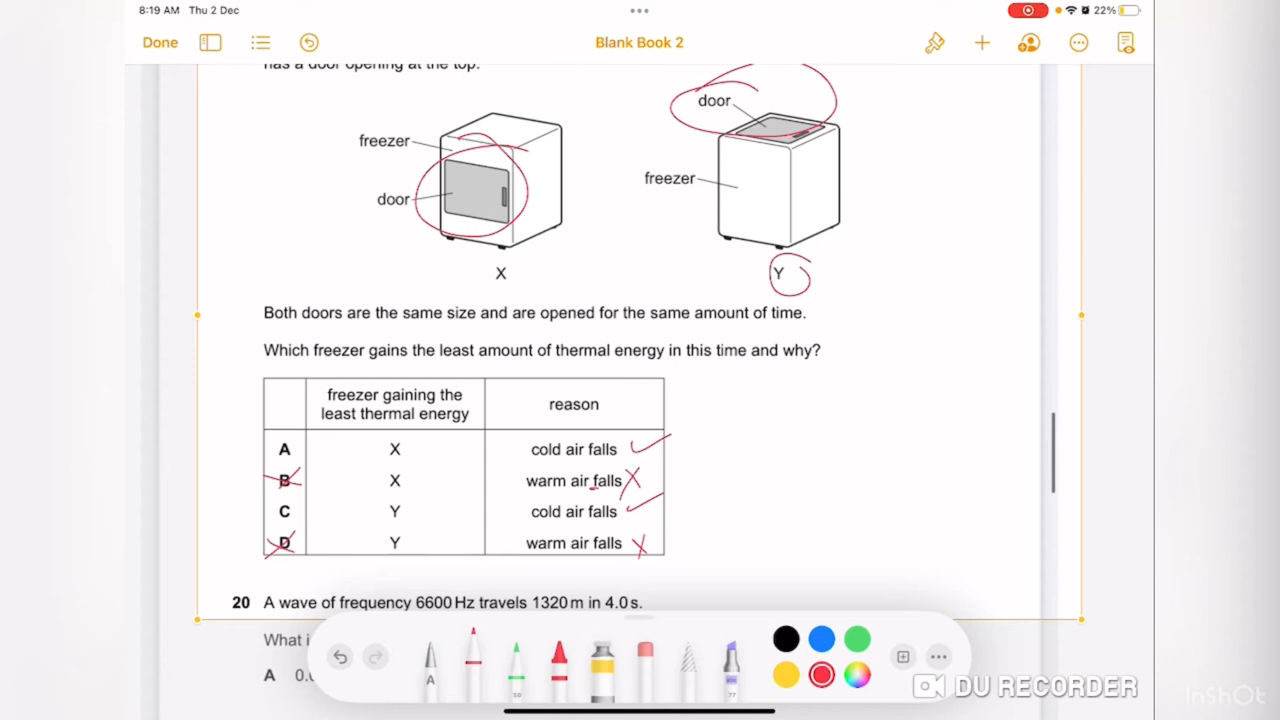 8:19 AM Thu 2 Dec
22%
Done
Blank Book 2
has a door opening at the top.
door
freezer
door
freezer
X
Y
Both doors are the same size and are opened for the same amount of time.
Which freezer gains the least amount of thermal energy in this time and why?
freezer gaining the
least thermal energy
reason
A X cold air falls
B X warm air falls
C Y cold air falls
D Y warm air falls
20 A wave of frequency 6600 Hz travels 1320 m in 4.0 s.
What i
A 0.0
A
50
77
DU RECORDER
InShOt